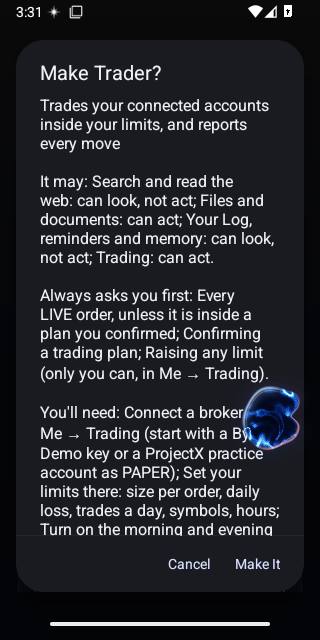 3:31
Make Trader?
Trades your connected accounts
inside your limits, and reports
every move
It may: Search and read the
web: can look, not act; Files and
documents: can act; Your Log,
reminders and memory: can look,
not act; Trading: can act.
Always asks you first: Every
LIVE order, unless it is inside a
plan you confirmed; Confirming
a trading plan; Raising any limit
(only you can, in Me → Trading).
You'll need: Connect a broker
Me → Trading (start with a
Demo key or a ProjectX practice
account as PAPER); Set your
limits there: size per order, daily
loss, trades a day, symbols, hours;
Turn on the morning and evening
Cancel Make It